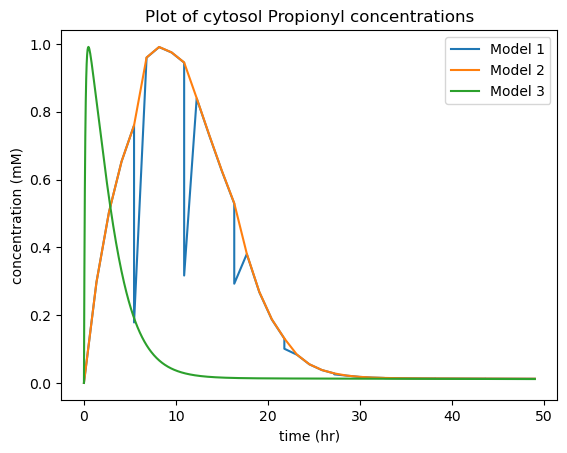 Plot of cytosol Propionyl concentrations
Model 1
Model 2
Model 3
concentration (mM)
1.0
0.8
0.6
0.4
0.2
0.0
0
10
20
30
40
50
time (hr)